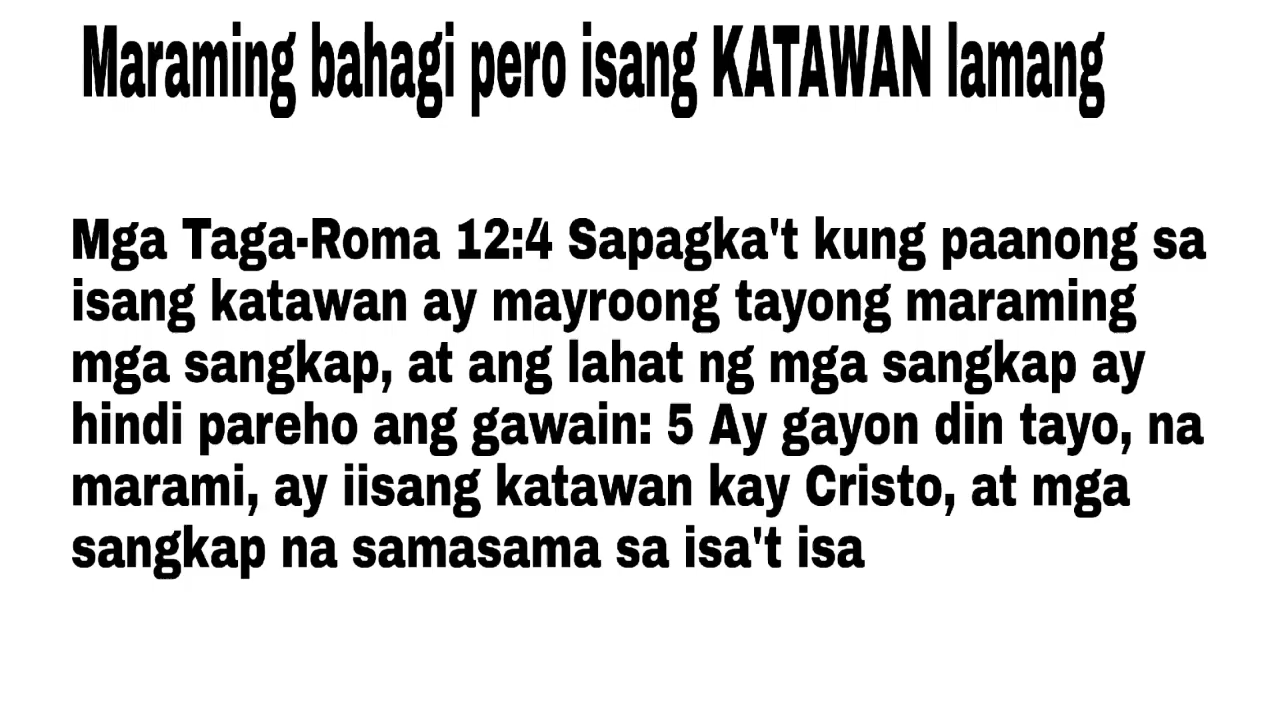 Maraming bahagi pero isang KATAWAN lamang
Mga Taga-Roma 12:4 Sapagka't kung paanong sa
isang katawan ay mayroong tayong maraming
mga sangkap, at ang lahat ng mga sangkap ay
hindi pareho ang gawain: 5 Ay gayon din tayo, na
marami, ay iisang katawan kay Cristo, at mga
sangkap na samasama sa isa't isa